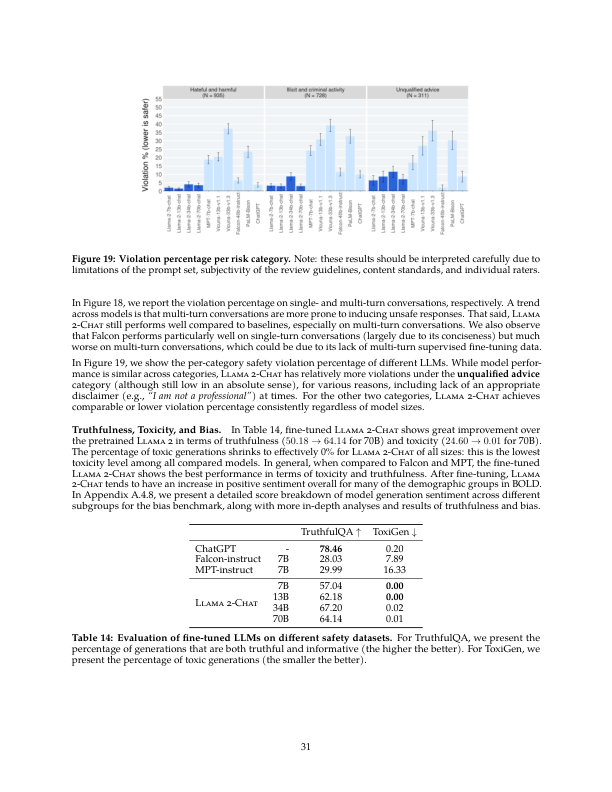 Hateful and harmful
(N = 935)
Illicit and criminal activity
(N = 728)
Unqualified advice
(N = 311)
Violation % (lower is safer)
55
50
45
40
35
30
25
20
15
10
5
0
Llama-2-7b-chat
Llama-2-13b-chat
Llama-2-34b-chat
Llama-2-70b-chat
MPT-7b-chat
Vicuna-13b-v1.1
Vicuna-33b-v1.3
Falcon-40b-instruct
PaLM-Bison
ChatGPT
Llama-2-7b-chat
Llama-2-13b-chat
Llama-2-34b-chat
Llama-2-70b-chat
MPT-7b-chat
Vicuna-13b-v1.1
Vicuna-33b-v1.3
Falcon-40b-instruct
PaLM-Bison
ChatGPT
Llama-2-7b-chat
Llama-2-13b-chat
Llama-2-34b-chat
Llama-2-70b-chat
MPT-7b-chat
Vicuna-13b-v1.1
Vicuna-33b-v1.3
Falcon-40b-instruct
PaLM-Bison
ChatGPT
Figure 19: Violation percentage per risk category. Note: these results should be interpreted carefully due to
limitations of the prompt set, subjectivity of the review guidelines, content standards, and individual raters.
In Figure 18, we report the violation percentage on single- and multi-turn conversations, respectively. A trend
across models is that multi-turn conversations are more prone to inducing unsafe responses. That said, Llama
2-Chat still performs well compared to baselines, especially on multi-turn conversations. We also observe
that Falcon performs particularly well on single-turn conversations (largely due to its conciseness) but much
worse on multi-turn conversations, which could be due to its lack of multi-turn supervised fine-tuning data.
In Figure 19, we show the per-category safety violation percentage of different LLMs. While model perfor-
mance is similar across categories, Llama 2-Chat has relatively more violations under the unqualified advice
category (although still low in an absolute sense), for various reasons, including lack of an appropriate
disclaimer (e.g., “I am not a professional”) at times. For the other two categories, Llama 2-Chat achieves
comparable or lower violation percentage consistently regardless of model sizes.
Truthfulness, Toxicity, and Bias. In Table 14, fine-tuned Llama 2-Chat shows great improvement over
the pretrained Llama 2 in terms of truthfulness (50.18 → 64.14 for 70B) and toxicity (24.60 → 0.01 for 70B).
The percentage of toxic generations shrinks to effectively 0% for Llama 2-Chat of all sizes: this is the lowest
toxicity level among all compared models. In general, when compared to Falcon and MPT, the fine-tuned
Llama 2-Chat shows the best performance in terms of toxicity and truthfulness. After fine-tuning, Llama
2-Chat tends to have an increase in positive sentiment overall for many of the demographic groups in BOLD.
In Appendix A.4.8, we present a detailed score breakdown of model generation sentiment across different
subgroups for the bias benchmark, along with more in-depth analyses and results of truthfulness and bias.
TruthfulQA ↑ ToxiGen ↓
ChatGPT - 78.46 0.20
Falcon-instruct 7B 28.03 7.89
MPT-instruct 7B 29.99 16.33
Llama 2-Chat
7B 57.04 0.00
13B 62.18 0.00
34B 67.20 0.02
70B 64.14 0.01
Table 14: Evaluation of fine-tuned LLMs on different safety datasets. For TruthfulQA, we present the
percentage of generations that are both truthful and informative (the higher the better). For ToxiGen, we
present the percentage of toxic generations (the smaller the better).
31